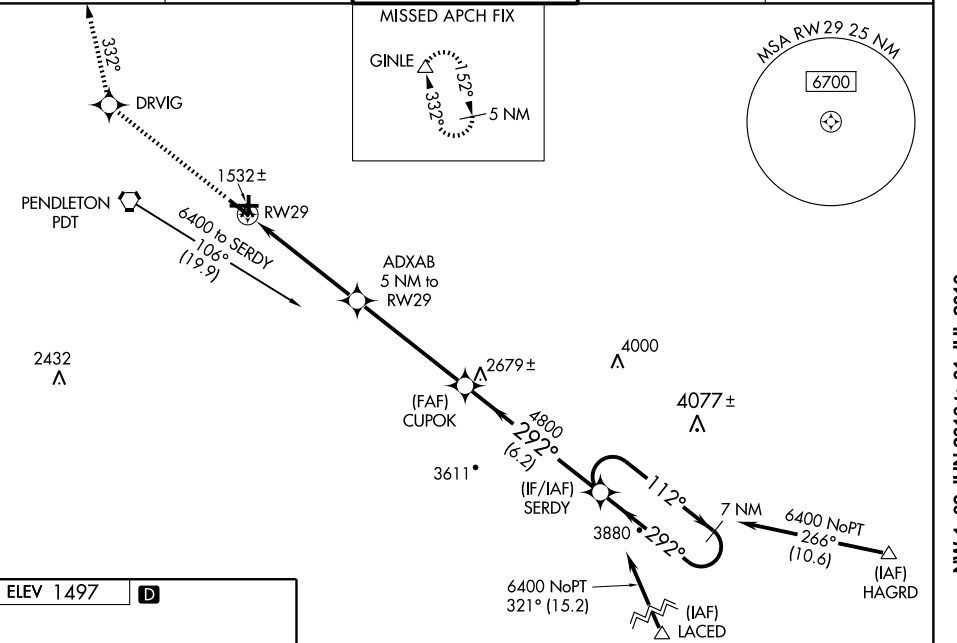 MISSED APCH FIX
GINLE
152°
332°
5 NM
MSA RW 29 25 NM
6700
332°
DRVIG
1532 ±
RW29
PENDLETON
PDT
6400 to SERDY
106°
(19.9)
ADXAB
5 NM to
RW29
2432
2679 ±
4000
4077 ±
(FAF)
CUPOK
4800
292°
(6.2)
3611
(IF/IAF)
SERDY
112°
7 NM
292°
3880
6400 NoPT
266°
(10.6)
(IAF)
HAGRD
6400 NoPT
321° (15.2)
(IAF)
LACED
ELEV 1497
D